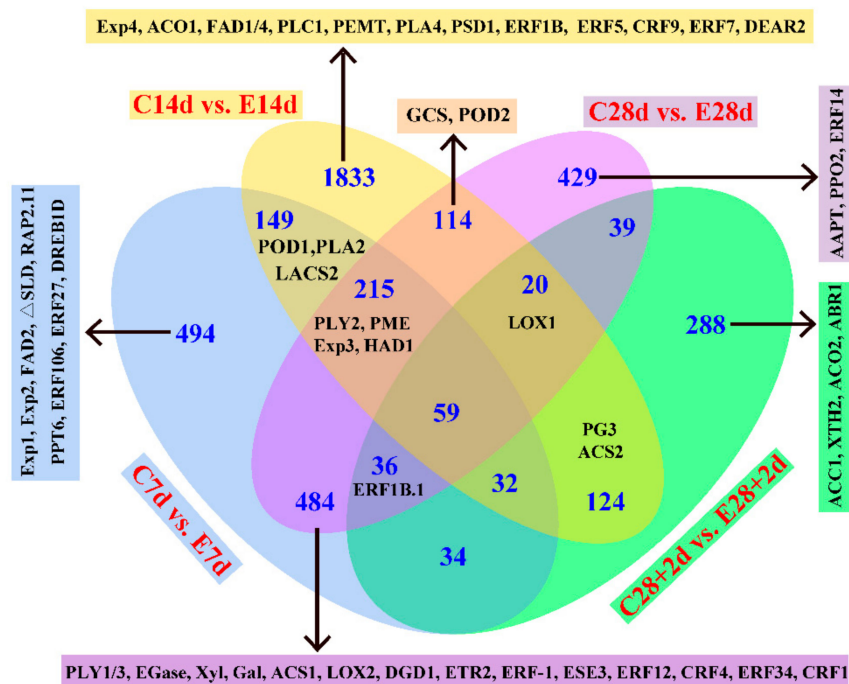 Exp4, ACO1, FAD1/4, PLC1, PEMT, PLA4, PSD1, ERF1B, ERF5, CRF9, ERF7, DEAR2
C14d vs. E14d
GCS, POD2
C28d vs. E28d
1833
429
149
114
39
POD1,PLA2
LACS2
215
20
PLY2, PME
Exp3, HAD1
LOX1
494
288
59
PG3
ACS2
36
ERF1B.1
32
484
124
34
Exp1, Exp2, FAD2, △SLD, RAP2.11
PPT6, ERF106, ERF27, DREB1D
AAPT, PPO2, ERF14
ACC1, XTH2, ACO2, ABR1
C7d vs. E7d
C28+2d vs. E28+2d
PLY1/3, EGase, Xyl, Gal, ACS1, LOX2, DGD1, ETR2, ERF-1, ESE3, ERF12, CRF4, ERF34, CRF1